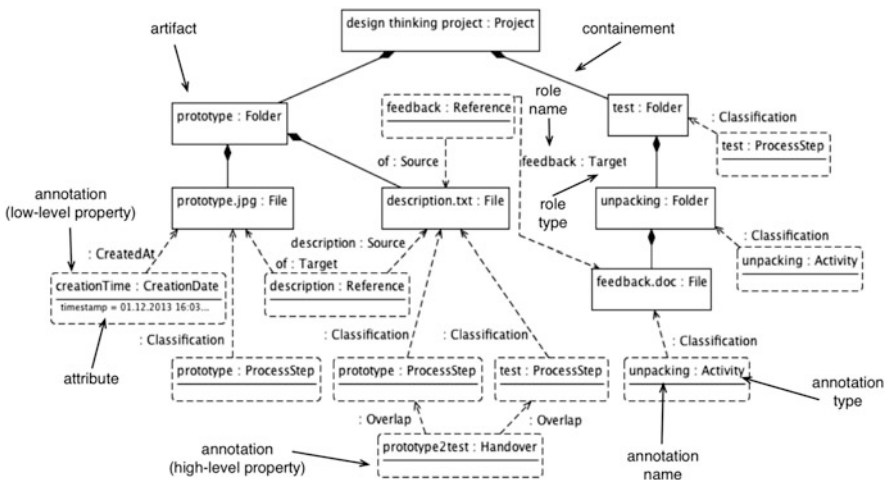 design thinking project : Project
artifact
containement
role
name
feedback : Reference
prototype : Folder
test : Folder
: Classification
test : ProcessStep
of : Source
feedback : Target
role
type
annotation
(low-level property)
prototype.jpg : File
description.txt : File
unpacking : Folder
: CreatedAt
description : Source
of : Target
: Classification
unpacking : Activity
creationTime : CreationDate
timestamp = 01.12.2013 16:03...
description : Reference
feedback.doc : File
: Classification
: Classification
: Classification
: Classification
attribute
prototype : ProcessStep
prototype : ProcessStep
test : ProcessStep
unpacking : Activity
annotation
type
: Overlap
: Overlap
annotation
(high-level property)
prototype2test : Handover
annotation
name